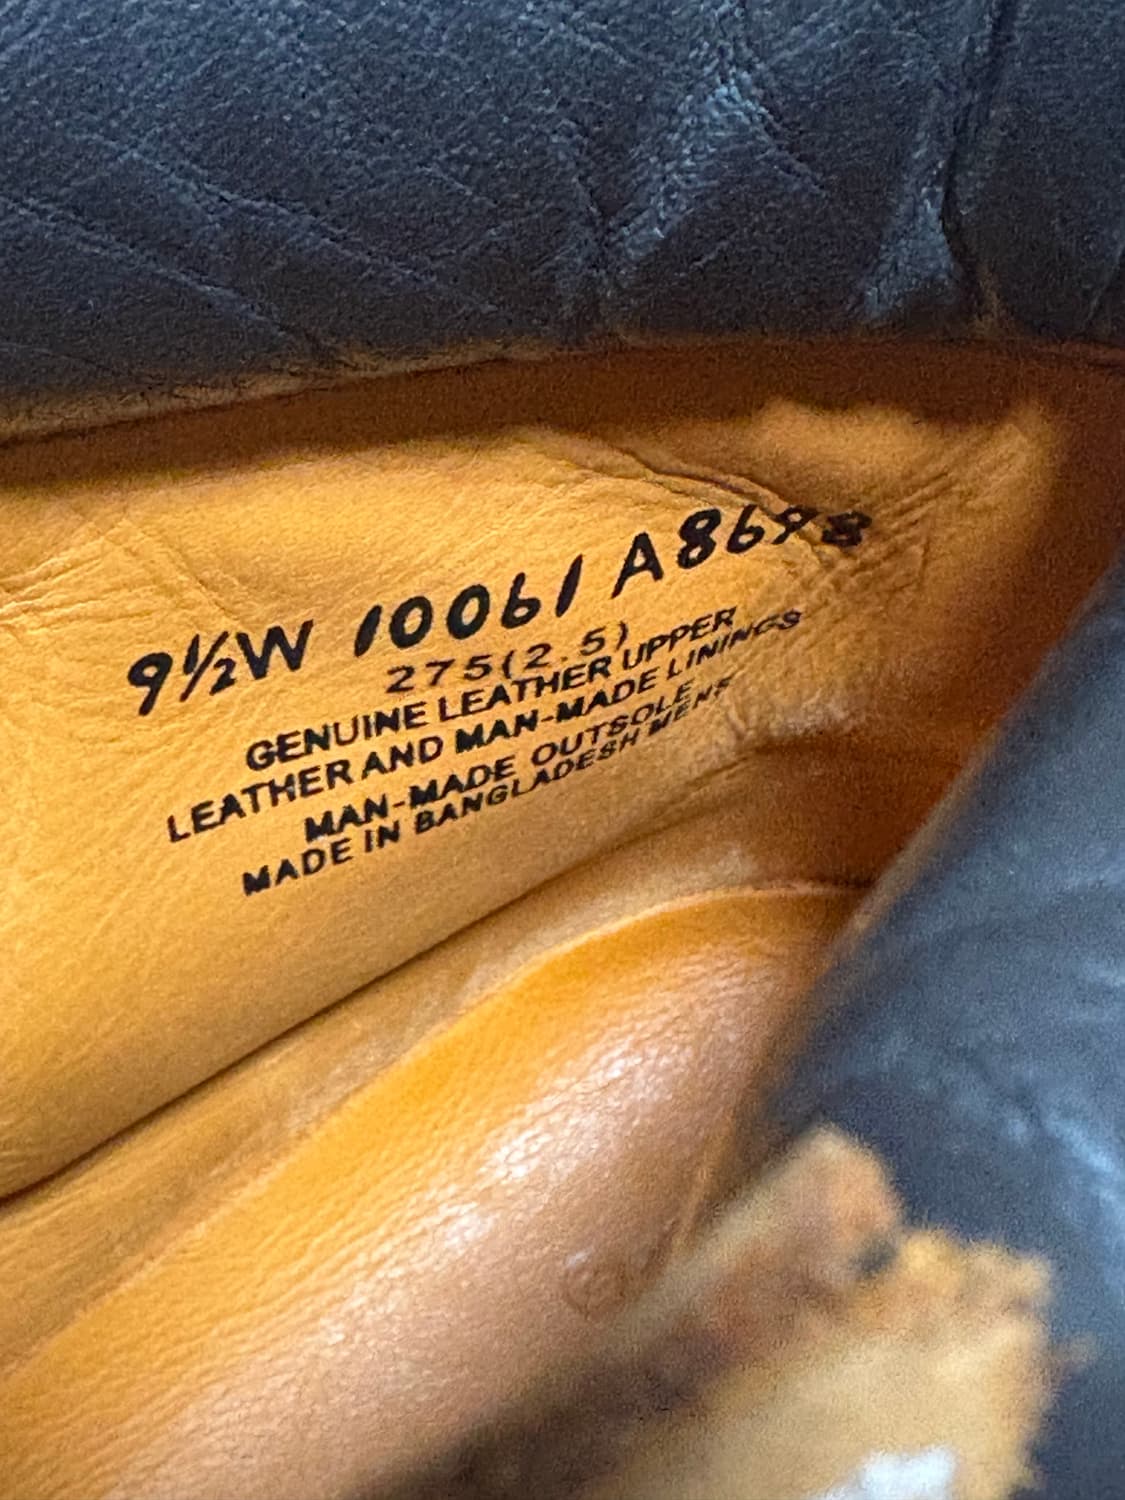 9½W 10061 A8698
275(2.5)
GENUINE LEATHER UPPER
LEATHER AND MAN-MADE LININGS
MAN-MADE OUTSOLE
MADE IN BANGLADESH MENS